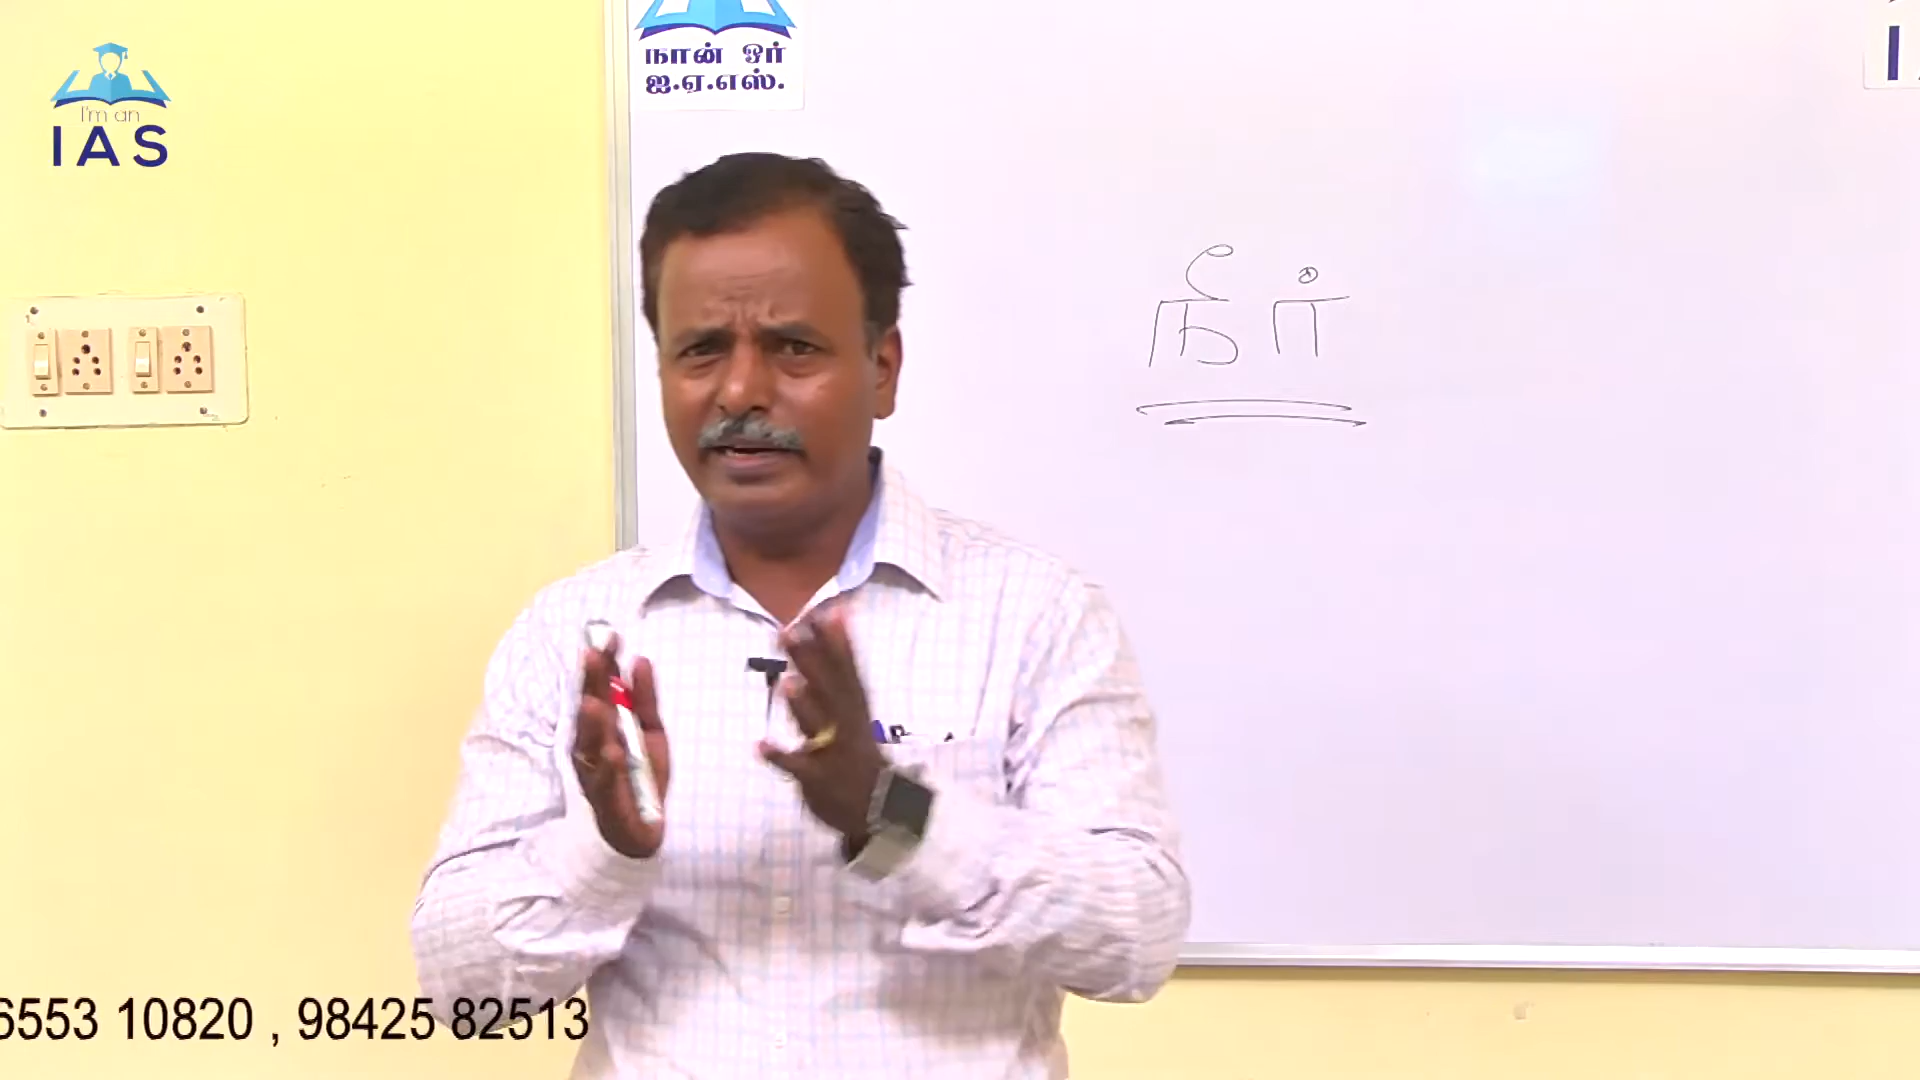 I'm an
IAS
நான் ஓர்
ஐ.ஏ.எஸ்.
நீர்
6553 10820 , 98425 82513